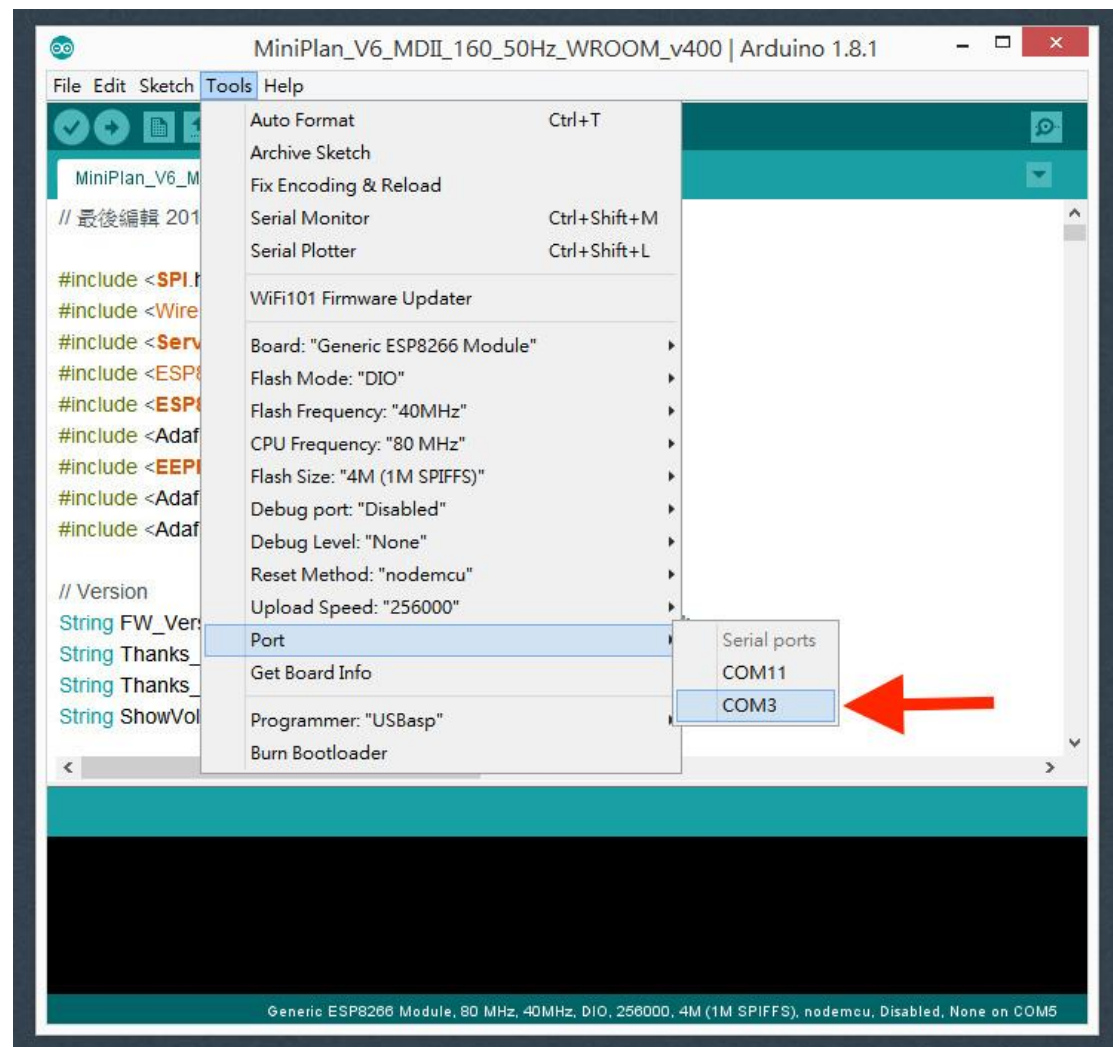 MiniPlan_V6_MDII_160_50Hz_WROOM_v400 | Arduino 1.8.1
File Edit Sketch Tools Help
Auto Format Ctrl+T
Archive Sketch
Fix Encoding & Reload
Serial Monitor Ctrl+Shift+M
Serial Plotter Ctrl+Shift+L
WiFi101 Firmware Updater
Board: "Generic ESP8266 Module"
Flash Mode: "DIO"
Flash Frequency: "40MHz"
CPU Frequency: "80 MHz"
Flash Size: "4M (1M SPIFFS)"
Debug port: "Disabled"
Debug Level: "None"
Reset Method: "nodemcu"
Upload Speed: "256000"
Port
Get Board Info
Programmer: "USBasp"
Burn Bootloader
Serial ports
COM11
COM3
MiniPlan_V6_M
// 最後編輯 201
#include <SPI.h
#include <Wire
#include <Serv
#include <ESP8
#include <ESP8
#include <Adaf
#include <EEPI
#include <Adaf
#include <Adaf
// Version
String FW_Vers
String Thanks_
String Thanks_
String ShowVol
Generic ESP8266 Module, 80 MHz, 40MHz, DIO, 256000, 4M (1M SPIFFS), nodemcu, Disabled, None on COM5